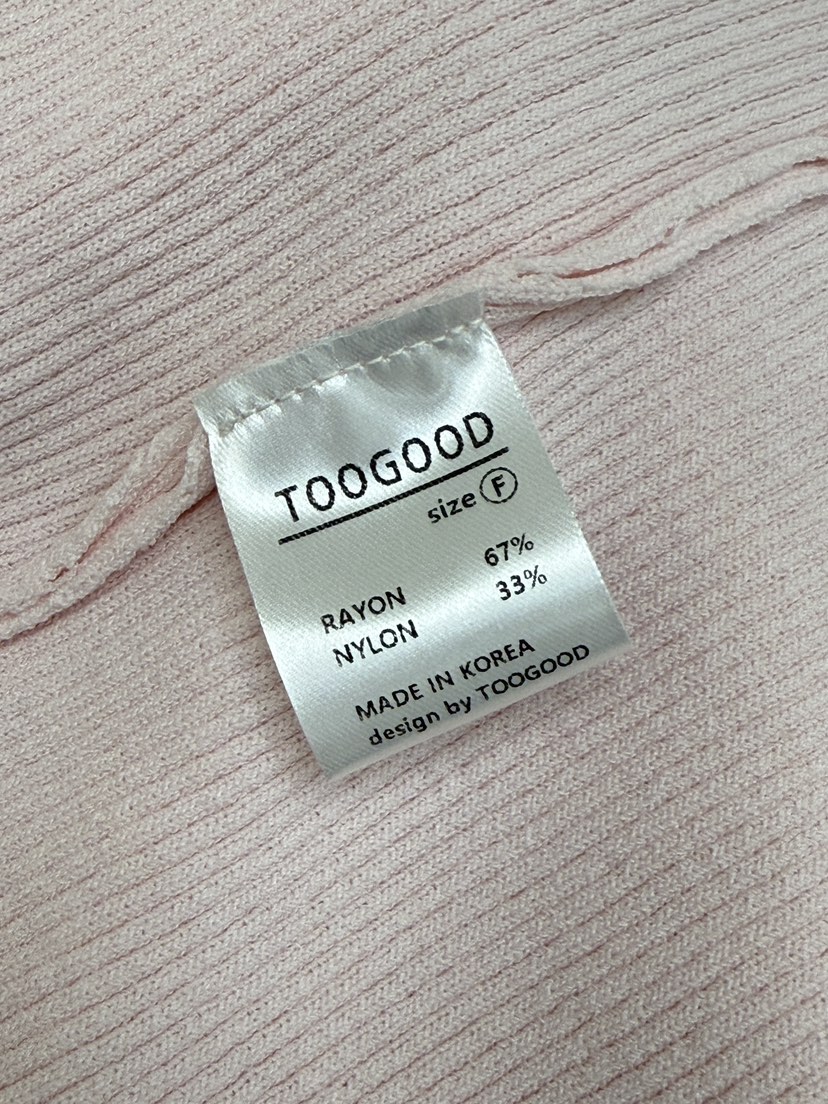 TOOGOOD
size Ⓕ
RAYON 67%
NYLON 33%
MADE IN KOREA
design by TOOGOOD